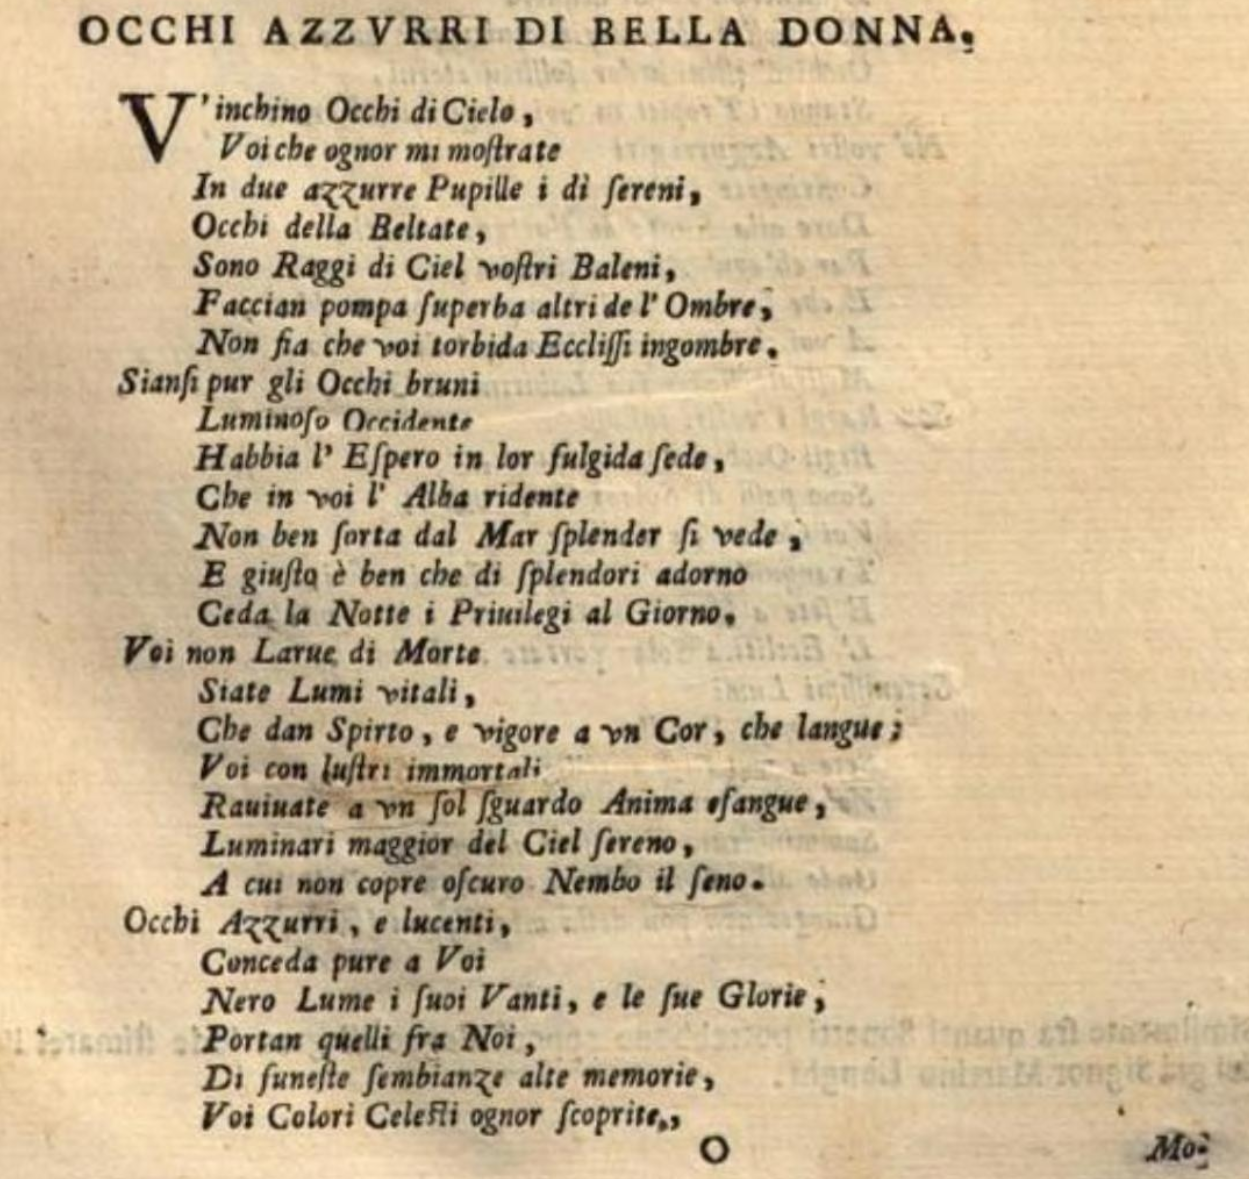 OCCHI AZZVRRI DI BELLA DONNA.
V'inchino Occhi di Cielo,
Voi che ognor mi moſtrate
In due azzurre Pupille i dì ſereni,
Occhi della Beltate,
Sono Raggi di Ciel voſtri Baleni,
Faccian pompa ſuperba altri de l'Ombre;
Non fia che voi torbida Eccliſſi ingombre.
Sianſi pur gli Occhi bruni
Luminoſo Occidente
Habbia l'Eſpero in lor fulgida ſede,
Che in voi l'Alba ridente
Non ben ſorta dal Mar ſplender ſi vede;
E giuſto è ben che di ſplendori adorno
Ceda la Notte i Priuilegi al Giorno.
Voi non Larue di Morte
Siate Lumi vitali,
Che dan Spirto, e vigore a vn Cor, che langue;
Voi con luſtri immortali
Rauiuate a vn ſol ſguardo Anima eſangue,
Luminari maggior del Ciel ſereno,
A cui non copre oſcuro Nembo il ſeno.
Occhi Azzurri, e lucenti,
Conceda pure a Voi
Nero Lume i ſuoi Vanti, e le ſue Glorie;
Portan quelli fra Noi,
Di funeſte ſembianze alte memorie,
Voi Colori Celeſti ognor ſcoprite,,
O
Mo-